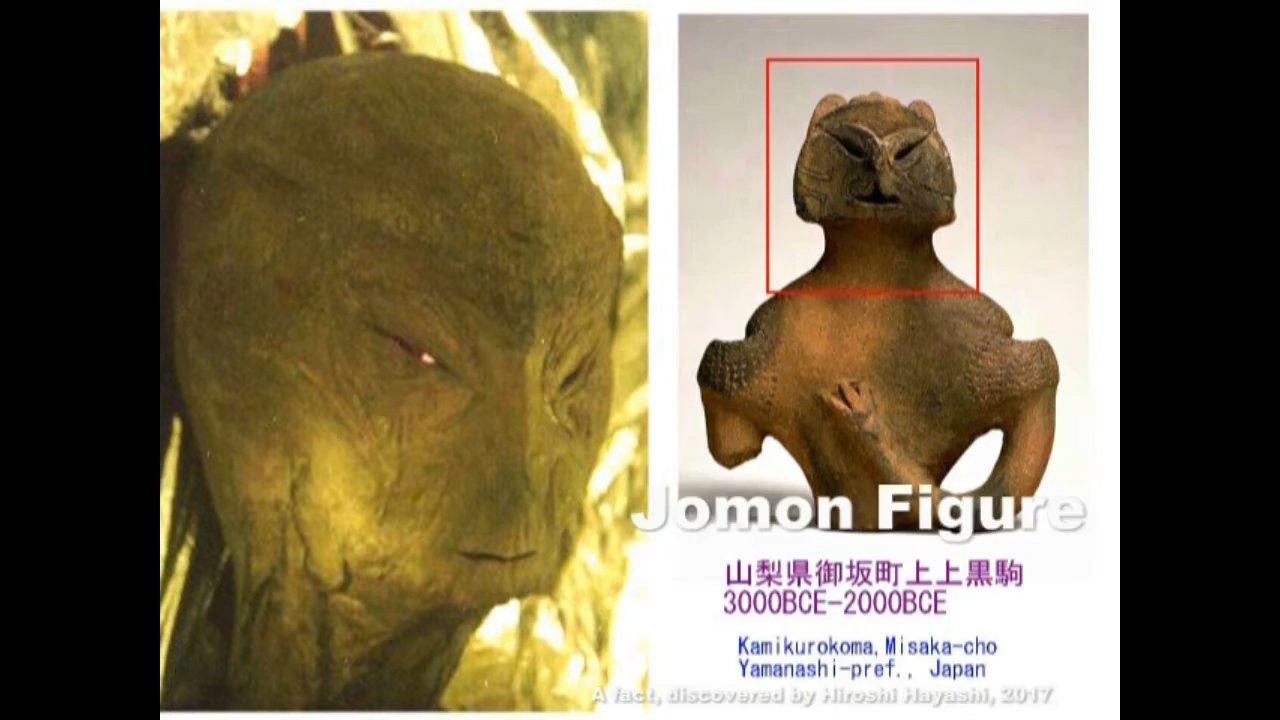 Jomon Figure
山梨県御坂町上上黒駒
3000BCE-2000BCE
Kamikurokoma,Misaka-cho
Yamanashi-pref., Japan
A fact, discovered by Hiroshi Hayashi, 2017